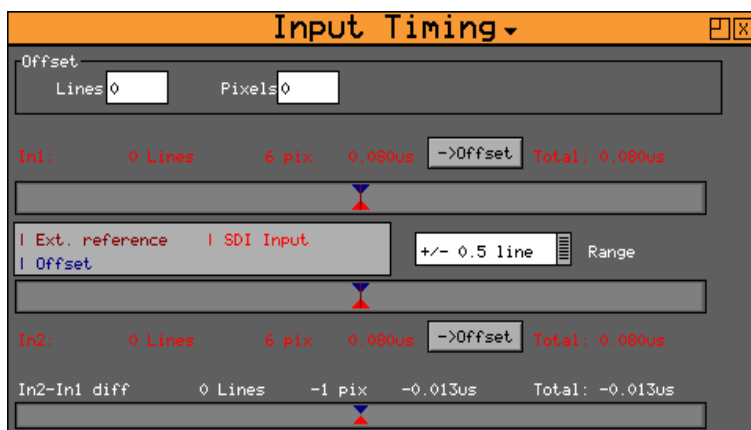 Input Timing
Offset
Lines 0 Pixels 0
In1: 0 Lines 6 pix 0.080us ->Offset Total: 0.080us
| Ext. reference | SDI Input
| Offset
+/- 0.5 line Range
In2: 0 Lines 6 pix 0.080us ->Offset Total: 0.080us
In2-In1 diff 0 Lines -1 pix -0.013us Total: -0.013us